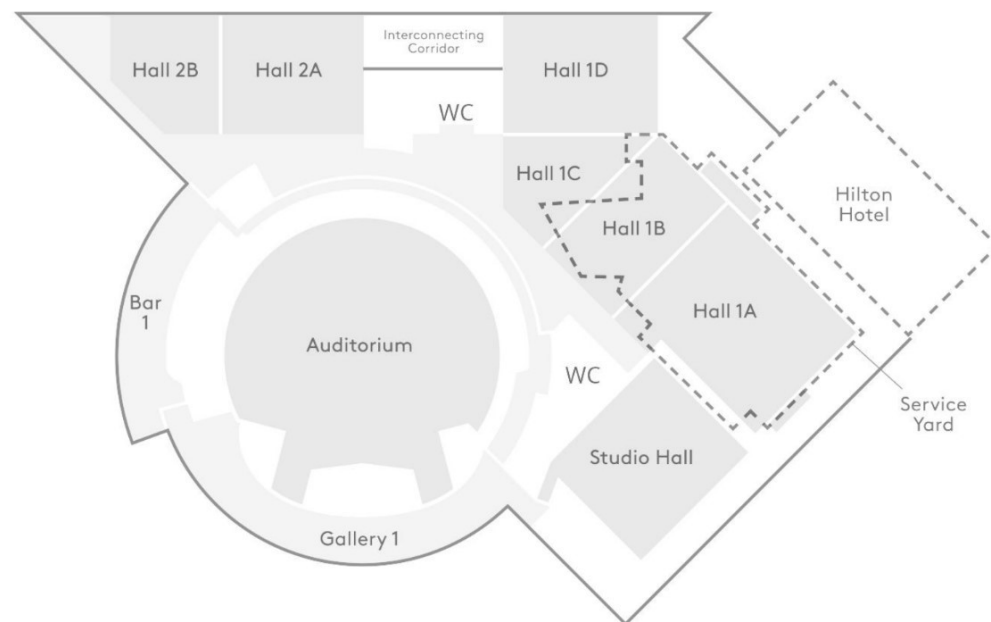 Interconnecting
Corridor
Hall 2B
Hall 2A
Hall 1D
WC
Hall 1C
Hilton
Hotel
Hall 1B
Bar
1
Hall 1A
Auditorium
WC
Service
Yard
Studio Hall
Gallery 1